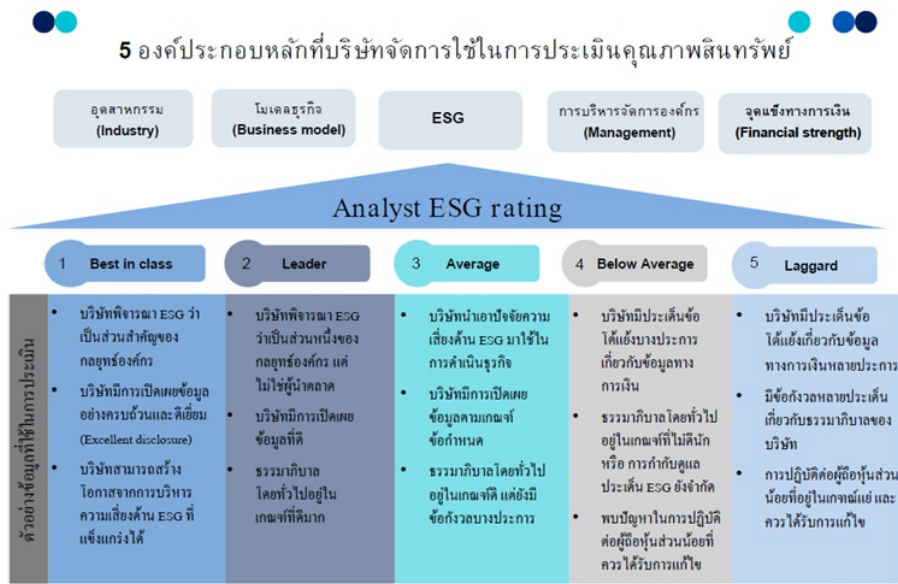 5 องค์ประกอบหลักที่บริษัทจัดการใช้ในการประเมินคุณภาพสินทรัพย์
อุตสาหกรรม
(Industry)
โมเดลธุรกิจ
(Business model)
ESG
การบริหารจัดการองค์กร
(Management)
จุดแข็งทางการเงิน
(Financial strength)
Analyst ESG rating
1 Best in class
2 Leader
3 Average
4 Below Average
5 Laggard
ตัวอย่างข้อมูลที่ใช้ในการประเมิน
• บริษัทพิจารณา ESG ว่า
เป็นส่วนสำคัญของ
กลยุทธ์องค์กร
• บริษัทมีการเปิดเผยข้อมูล
อย่างครบถ้วนและดีเยี่ยม
(Excellent disclosure)
• บริษัทสามารถสร้าง
โอกาสจากการบริหาร
ความเสี่ยงด้าน ESG ที่
แข็งแกร่งได้
• บริษัทพิจารณา ESG
ว่าเป็นส่วนหนึ่งของ
กลยุทธ์องค์กร แต่
ไม่ใช่ผู้นำตลาด
• บริษัทมีการเปิดเผย
ข้อมูลที่ดี
• ธรรมาภิบาล
โดยทั่วไปอยู่ใน
เกณฑ์ที่ดีมาก
• บริษัทนำเอาปัจจัยความ
เสี่ยงด้าน ESG มาใช้ใน
การดำเนินธุรกิจ
• บริษัทมีการเปิดเผย
ข้อมูลตามเกณฑ์
ข้อกำหนด
• ธรรมาภิบาลโดยทั่วไป
อยู่ในเกณฑ์ดี แต่ยังมี
ข้อกังวลบางประการ
• บริษัทมีประเด็นข้อ
โต้แย้งบางประการ
เกี่ยวกับข้อมูลทาง
การเงิน
• ธรรมาภิบาลโดยทั่วไป
อยู่ในเกณฑ์ที่ไม่ดีนัก
หรือ การกำกับดูแล
ประเด็น ESG ยังจำกัด
• พบปัญหาในการปฏิบัติ
ต่อผู้ถือหุ้นส่วนน้อยที่
ควรได้รับการแก้ไข
• บริษัทมีประเด็นข้อ
โต้แย้งเกี่ยวกับข้อมูล
ทางการเงินหลายประการ
• มีข้อกังวลหลายประเด็น
เกี่ยวกับธรรมาภิบาลของ
บริษัท
• การปฏิบัติต่อผู้ถือหุ้นส่วน
น้อยที่อยู่ในเกณฑ์แย่ และ
ควรได้รับการแก้ไข